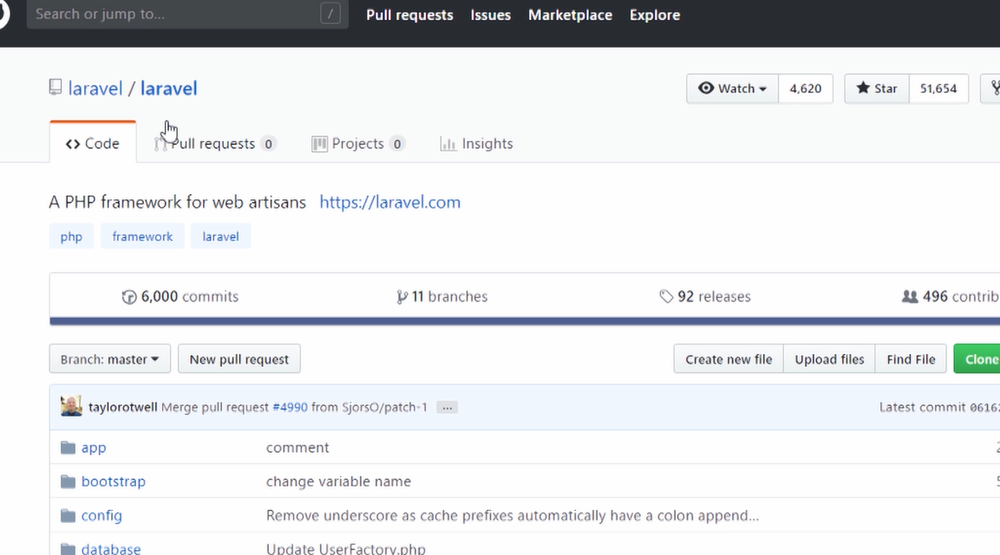 Search or jump to... / Pull requests Issues Marketplace Explore
laravel / laravel Watch 4,620 Star 51,654
Code Pull requests 0 Projects 0 Insights
A PHP framework for web artisans https://laravel.com
php framework laravel
6,000 commits 11 branches 92 releases 496 contrib
Branch: master New pull request Create new file Upload files Find File Clone
taylorotwell Merge pull request #4990 from SjorsO/patch-1 ... Latest commit 0616
app comment
bootstrap change variable name
config Remove underscore as cache prefixes automatically have a colon append...
database Update UserFactory.php